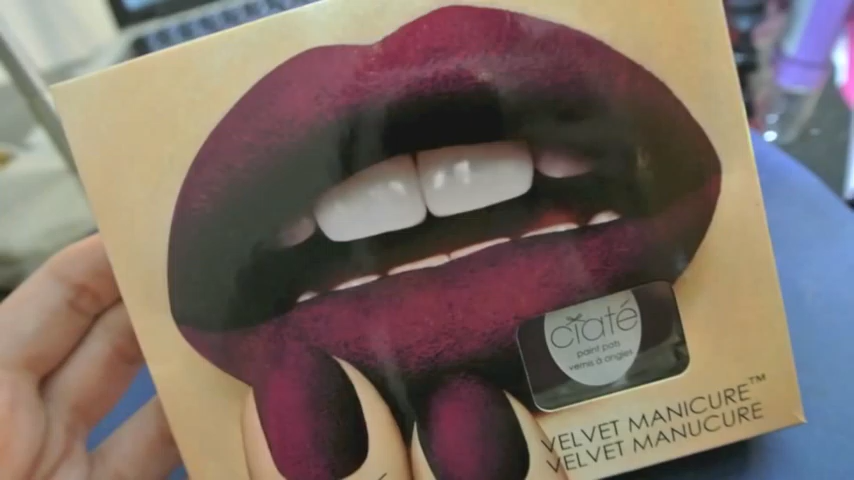 ciaté
paint pots
vernis à ongles
VELVET MANICURE™
VELVET MANUCURE